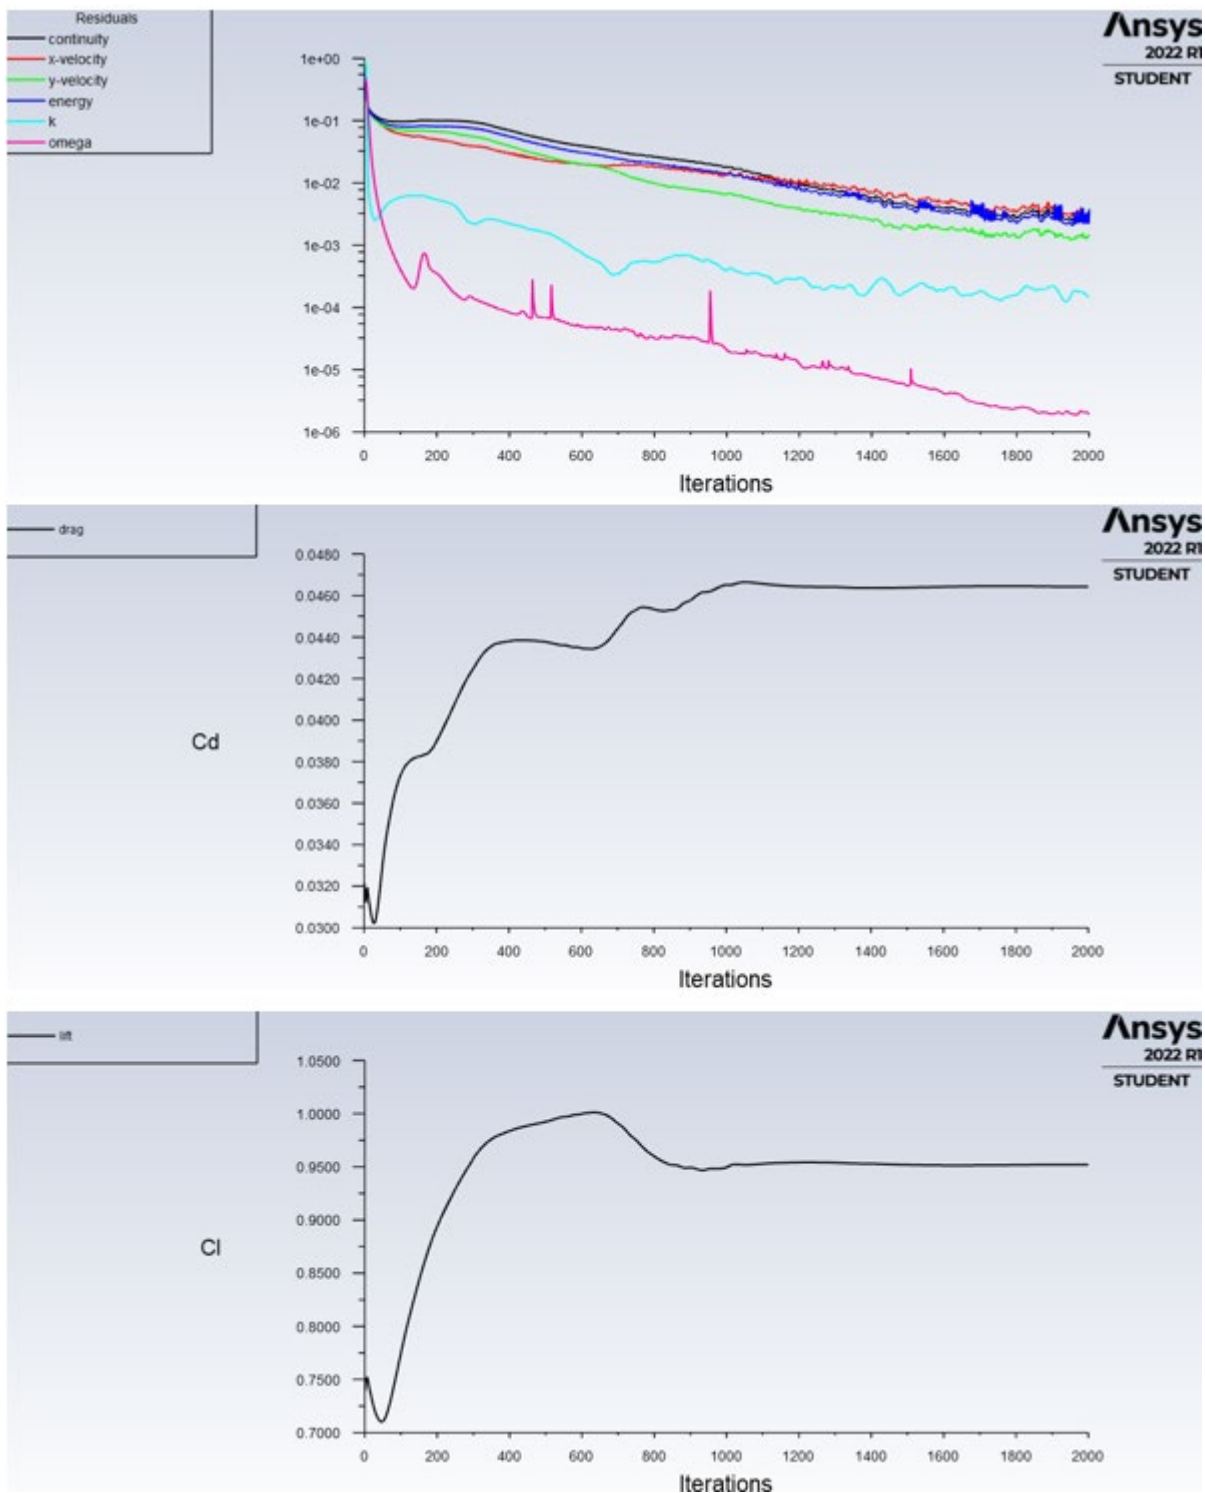 Residuals
continuity
x-velocity
y-velocity
energy
k
omega
Ansys
2022 R1
STUDENT
1e+00
1e-01
1e-02
1e-03
1e-04
1e-05
1e-06
0 200 400 600 800 1000 1200 1400 1600 1800 2000
Iterations
drag
Ansys
2022 R1
STUDENT
0.0480
0.0460
0.0440
0.0420
0.0400
0.0380
0.0360
0.0340
0.0320
0.0300
Cd
0 200 400 600 800 1000 1200 1400 1600 1800 2000
Iterations
lift
Ansys
2022 R1
STUDENT
1.0500
1.0000
0.9500
0.9000
0.8500
0.8000
0.7500
0.7000
Cl
0 200 400 600 800 1000 1200 1400 1600 1800 2000
Iterations